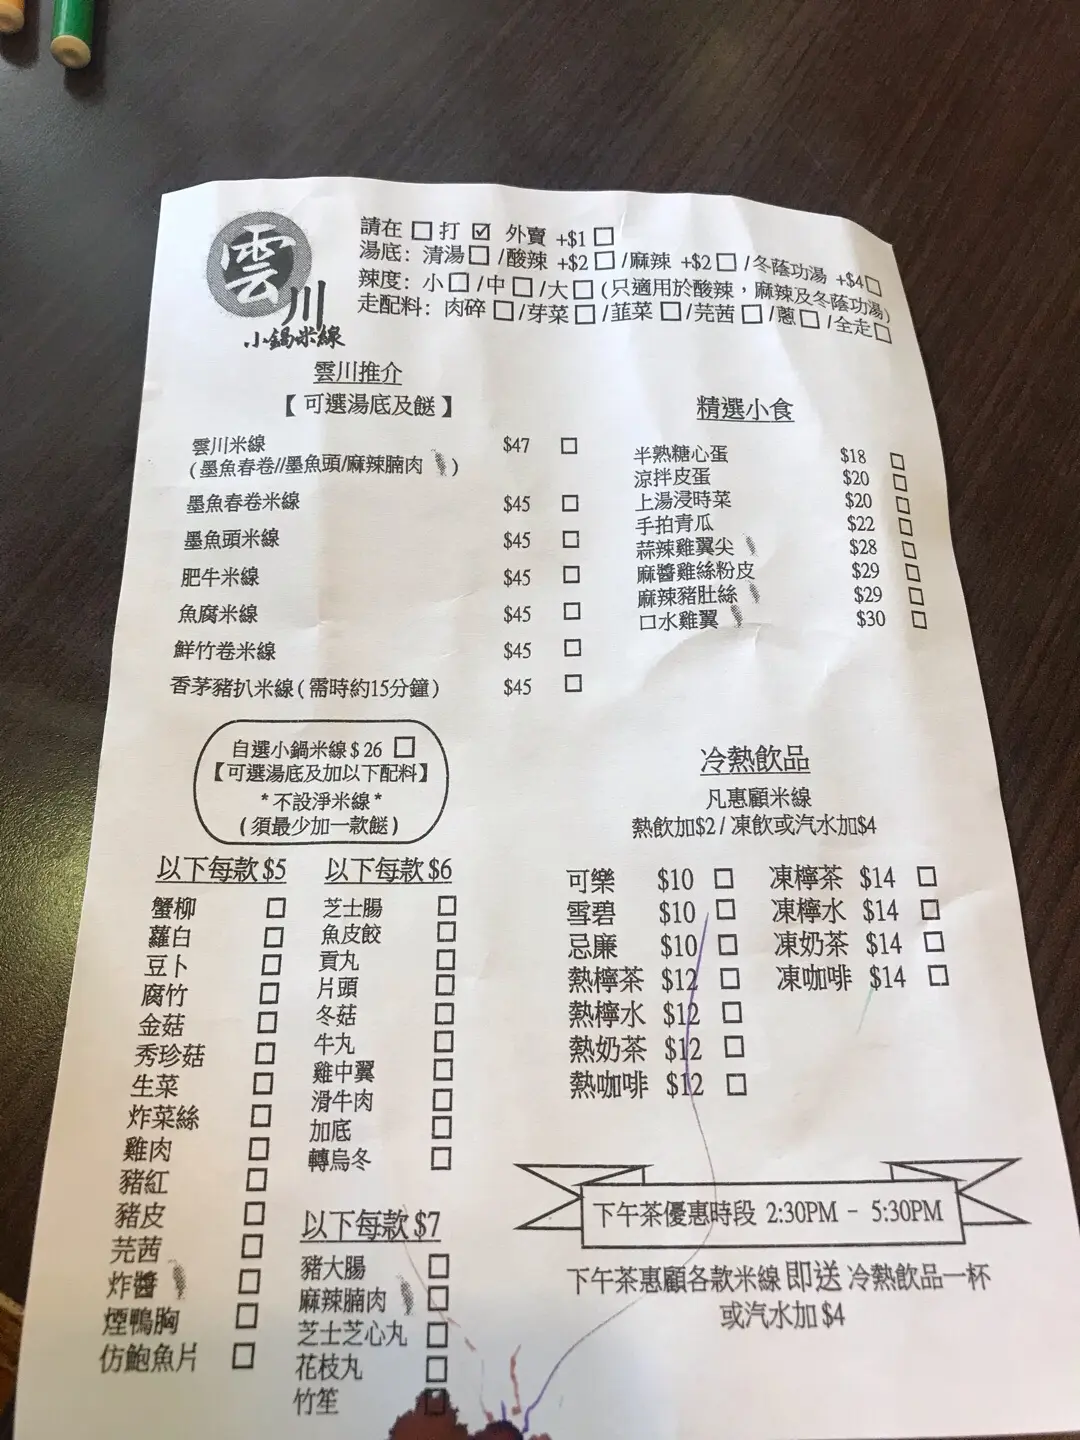 雲川
小鍋米線
請在 □ 打 ☑ 外賣 +$1 □
湯底: 清湯 □ /酸辣 +$2 □ /麻辣 +$2 □ /冬蔭功湯 +$4 □
辣度: 小 □ /中 □ /大 □ (只適用於酸辣,麻辣及冬蔭功湯)
走配料: 肉碎 □ /芽菜 □ /韮菜 □ /芫茜 □ /蔥 □ /全走 □
雲川推介
【可選湯底及餸】
雲川米線 $47 □
(墨魚春卷//墨魚頭/麻辣腩肉)
墨魚春卷米線 $45 □
墨魚頭米線 $45 □
肥牛米線 $45 □
魚腐米線 $45 □
鮮竹卷米線 $45 □
香茅豬扒米線(需時約15分鐘) $45 □
精選小食
半熟糖心蛋 $18 □
涼拌皮蛋 $20 □
上湯浸時菜 $20 □
手拍青瓜 $22 □
蒜辣雞翼尖 $28 □
麻醬雞絲粉皮 $29 □
麻辣豬肚絲 $29 □
口水雞翼 $30 □
自選小鍋米線 $26 □
【可選湯底及加以下配料】
*不設淨米線*
(須最少加一款餸)
以下每款 $5
蟹柳 □
蘿白 □
豆卜 □
腐竹 □
金菇 □
秀珍菇 □
生菜 □
炸菜絲 □
雞肉 □
豬紅 □
豬皮 □
芫茜 □
炸醬 □
煙鴨胸 □
仿鮑魚片 □
以下每款 $6
芝士腸 □
魚皮餃 □
貢丸 □
片頭 □
冬菇 □
牛丸 □
雞中翼 □
滑牛肉 □
加底 □
轉烏冬 □
以下每款 $7
豬大腸 □
麻辣腩肉 □
芝士芝心丸 □
花枝丸 □
竹笙 □
冷熱飲品
凡惠顧米線
熱飲加$2 / 凍飲或汽水加$4
可樂 $10 □
雪碧 $10 □
忌廉 $10 □
熱檸茶 $12 □
熱檸水 $12 □
熱奶茶 $12 □
熱咖啡 $12 □
凍檸茶 $14 □
凍檸水 $14 □
凍奶茶 $14 □
凍咖啡 $14 □
下午茶優惠時段 2:30PM - 5:30PM
下午茶惠顧各款米線 即送 冷熱飲品一杯
或汽水加 $4